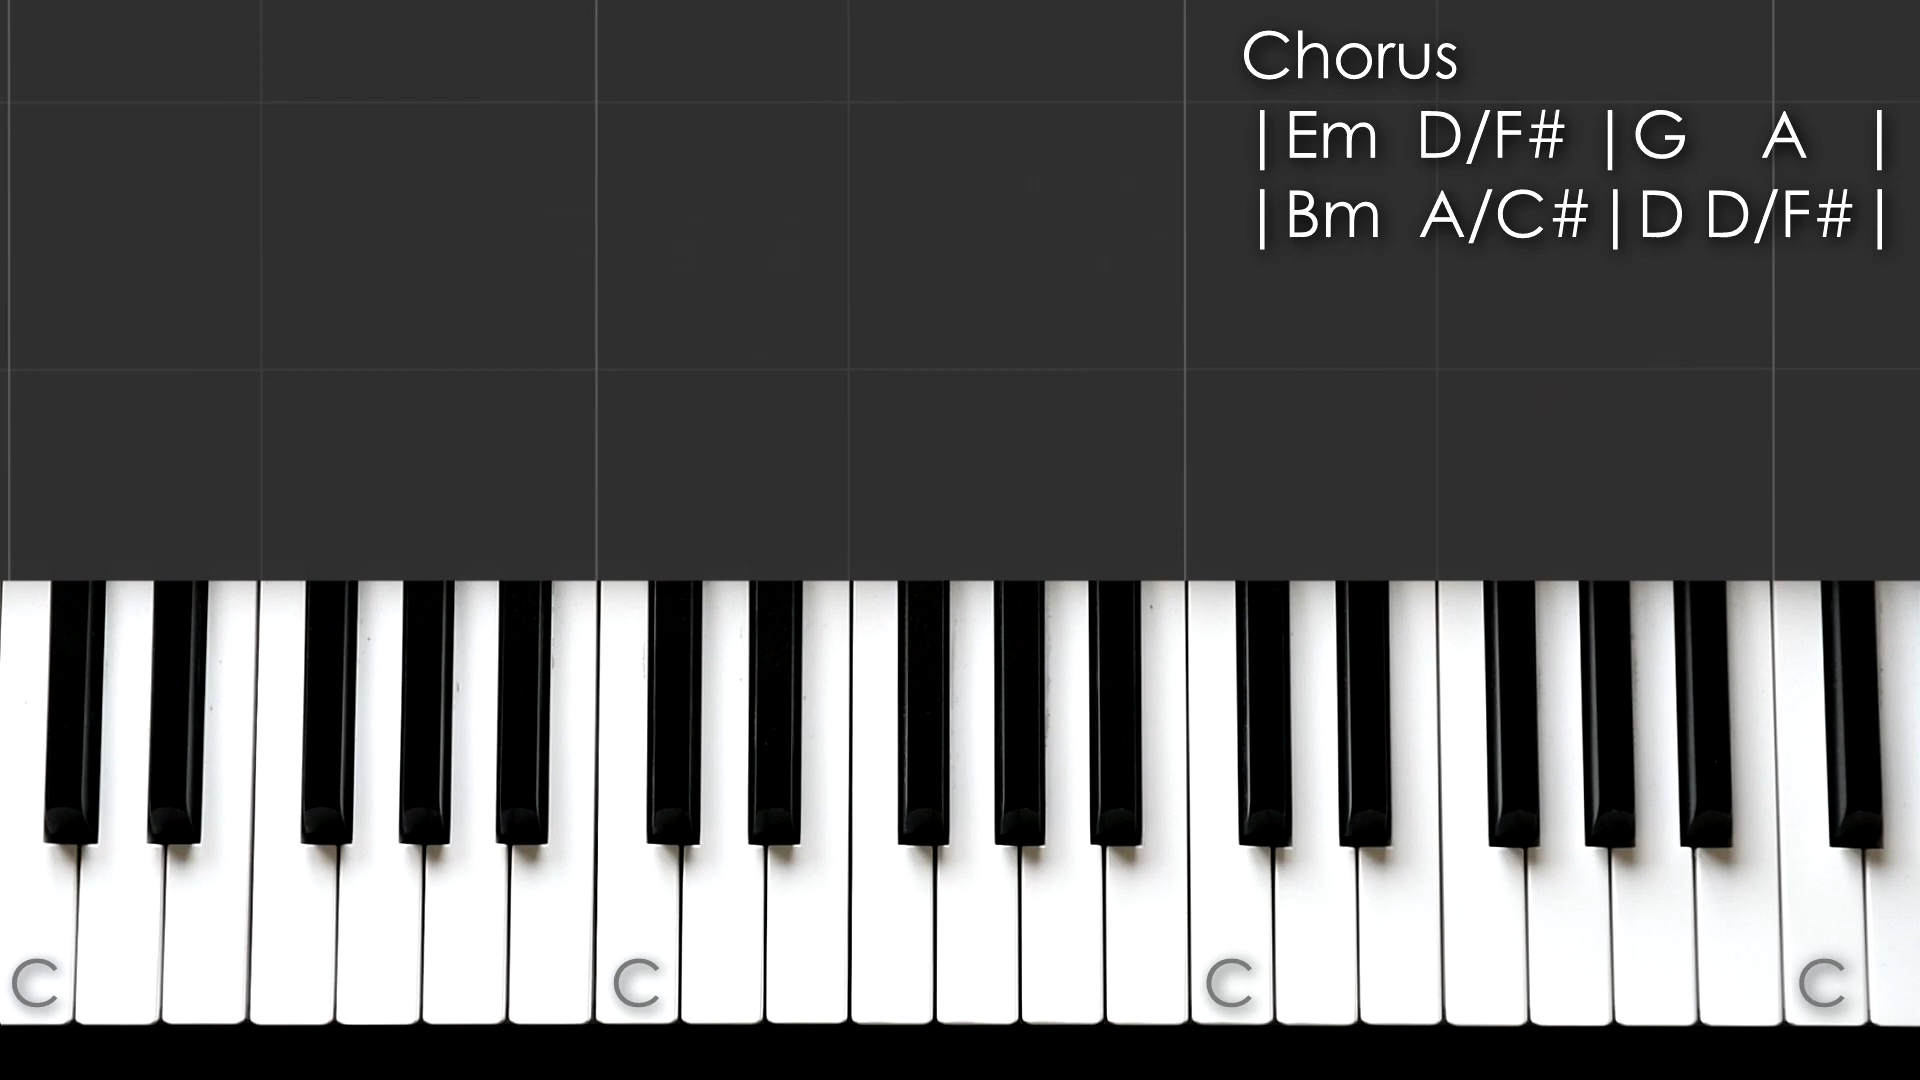 Chorus
|Em D/F# |G A |
|Bm A/C#|D D/F#|
C C C C